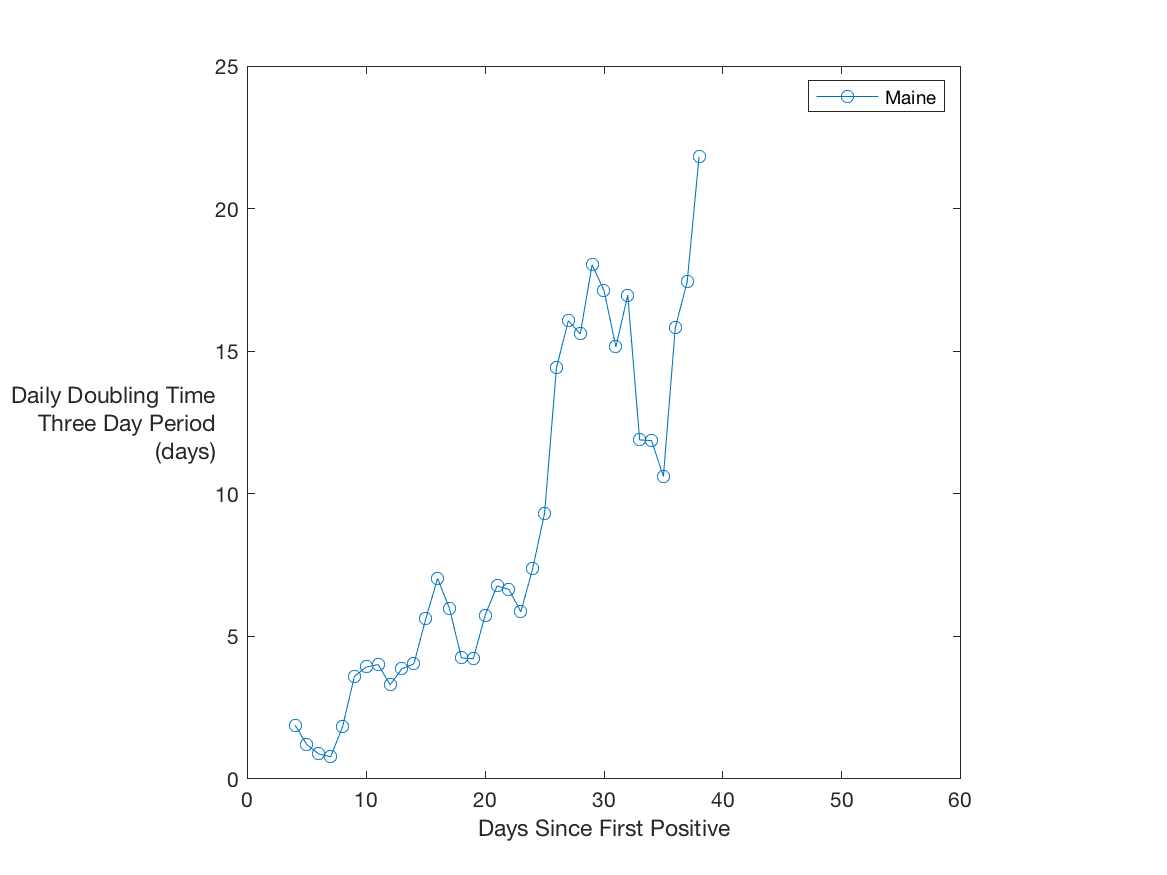 25
20
15
10
5
0
Daily Doubling Time
Three Day Period
(days)
Maine
0 10 20 30 40 50 60
Days Since First Positive